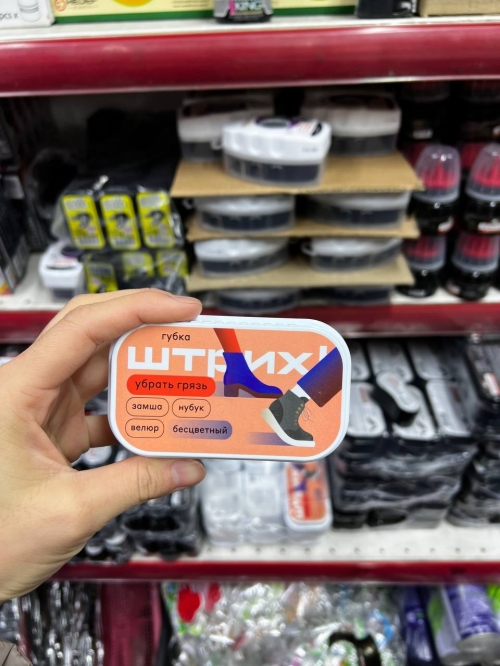 губка
штрих!
убрать грязь
замша нубук
велюр бесцветный